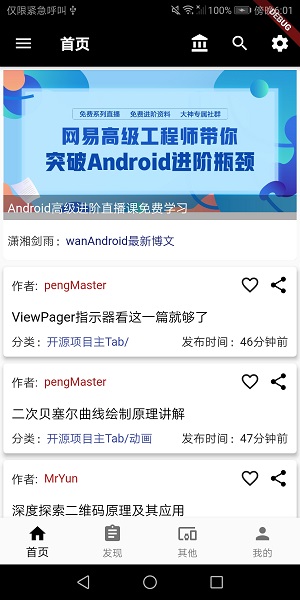 仅限紧急呼叫
傍晚6:01
DEBUG
首页
免费系列直播 免费进阶资料 大神专属社群
网易高级工程师带你
突破Android进阶瓶颈
Android高级进阶直播课免费学习
潇湘剑雨：wanAndroid最新博文
作者: pengMaster
ViewPager指示器看这一篇就够了
分类：开源项目主Tab/ 发布时间：46分钟前
作者: pengMaster
二次贝塞尔曲线绘制原理讲解
分类：开源项目主Tab/动画 发布时间：47分钟前
作者: MrYun
深度探索二维码原理及其应用
首页 发现 其他 我的